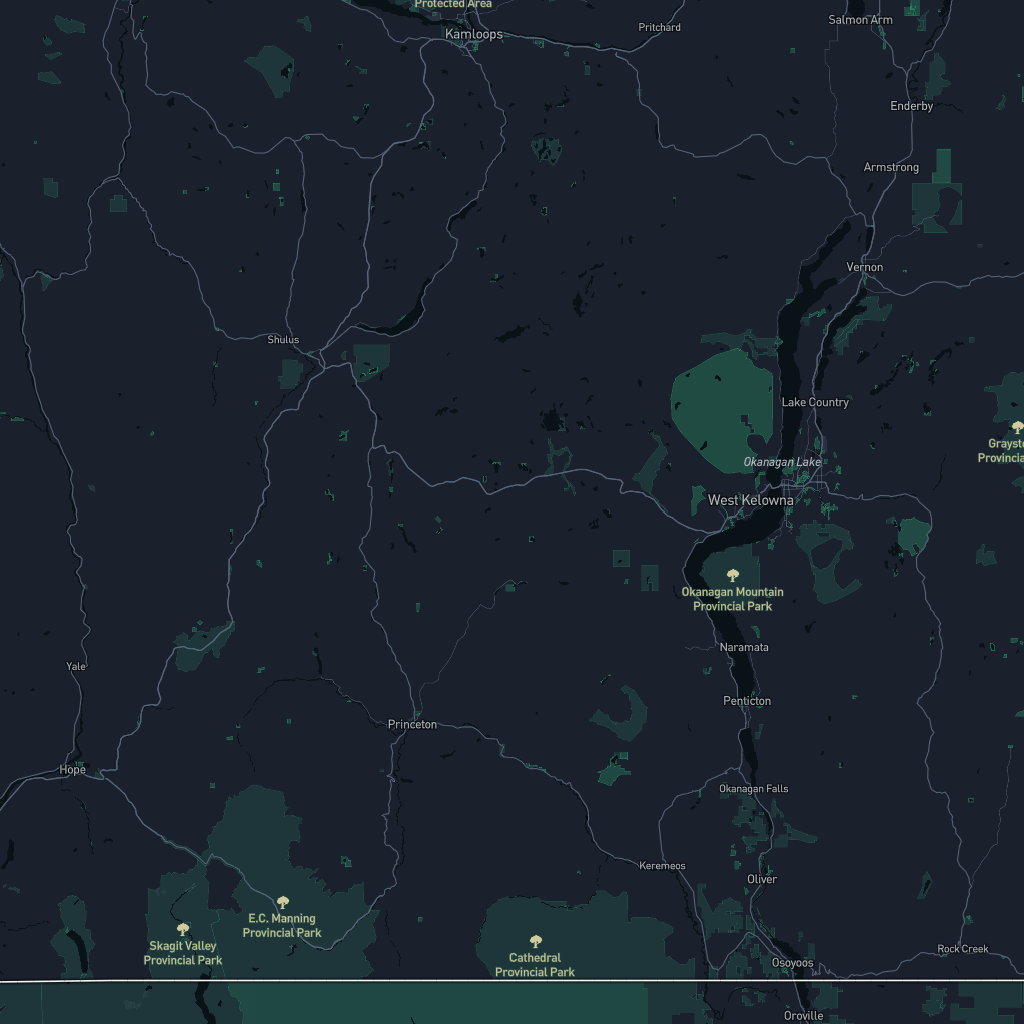 Protected Area
Kamloops
Pritchard
Salmon Arm
Enderby
Armstrong
Vernon
Shulus
Lake Country
Grayst
Provincial
Okanagan Lake
West Kelowna
Okanagan Mountain
Provincial Park
Naramata
Yale
Penticton
Princeton
Hope
Okanagan Falls
Keremeos
Oliver
E.C. Manning
Provincial Park
Skagit Valley
Provincial Park
Cathedral
Provincial Park
Rock Creek
Osoyoos
Oroville